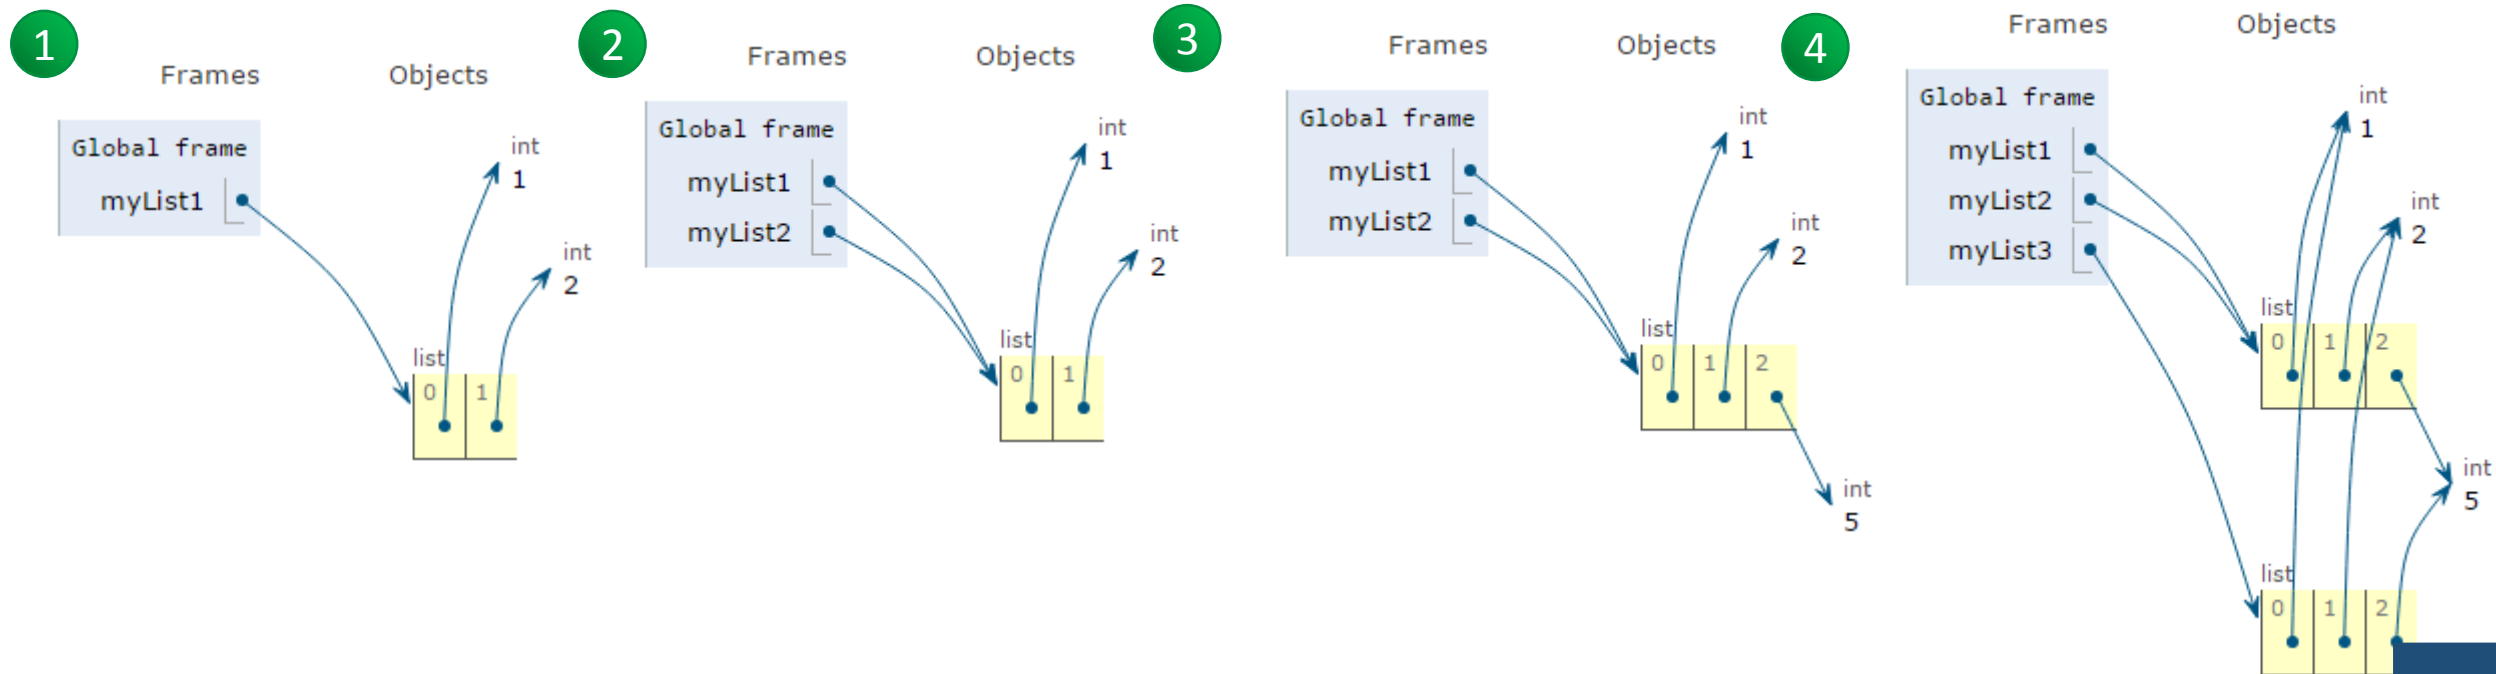 1
Frames Objects
Global frame
myList1
int
1
int
2
list
0 1
2
Frames Objects
Global frame
myList1
myList2
int
1
int
2
list
0 1
3
Frames Objects
Global frame
myList1
myList2
int
1
int
2
list
0 1 2
int
5
4
Frames Objects
Global frame
myList1
myList2
myList3
int
1
int
2
list
0 1 2
int
5
list
0 1 2